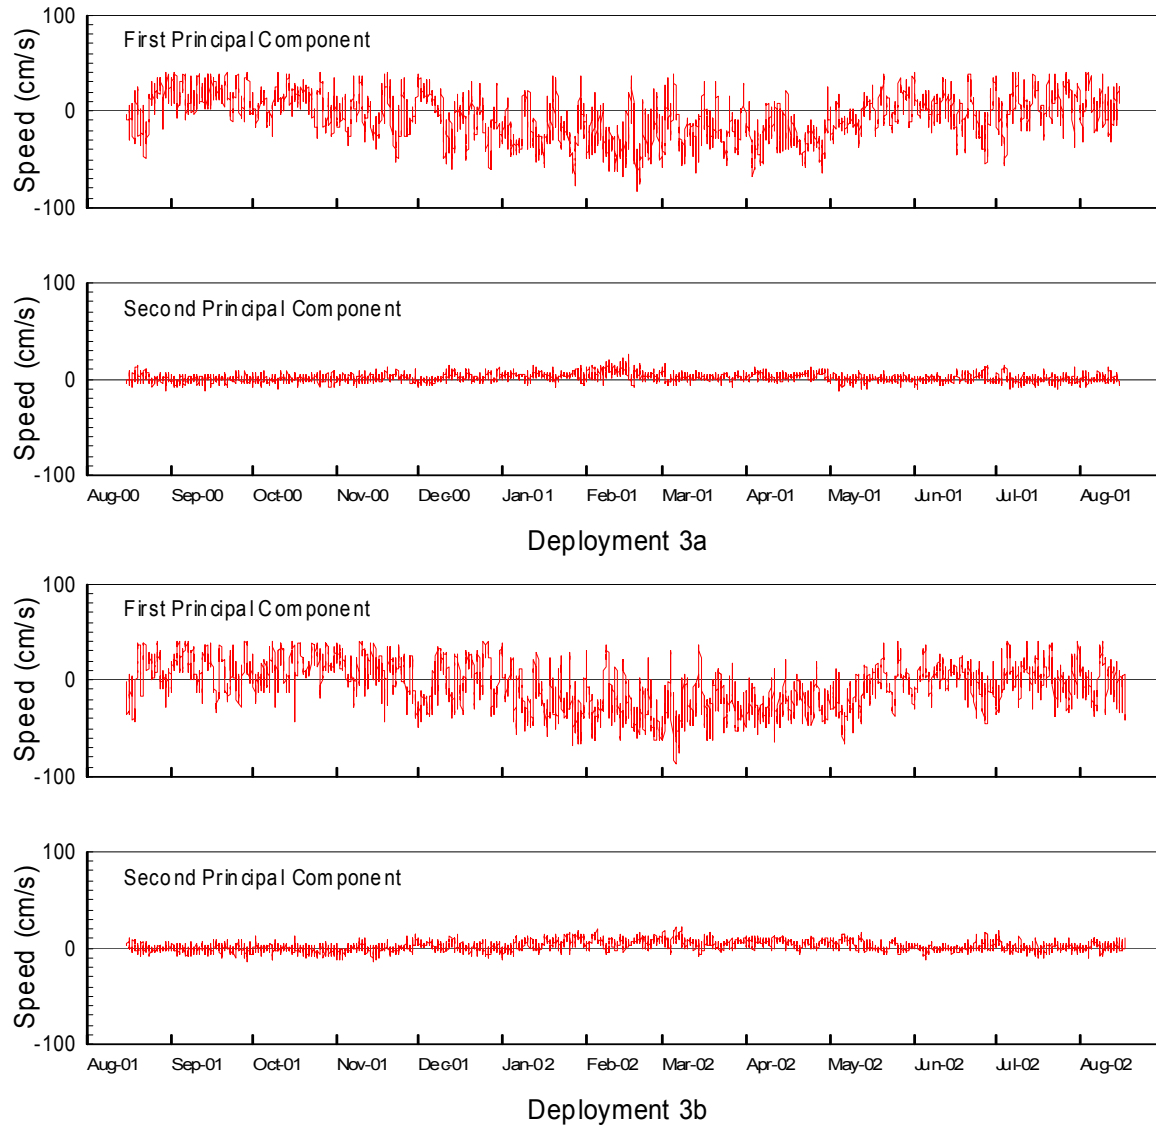 100
First Principal Component
Speed (cm/s)
0
-100
100
Second Principal Component
Speed (cm/s)
0
-100
Aug-00 Sep-00 Oct-00 Nov-00 Dec-00 Jan-01 Feb-01 Mar-01 Apr-01 May-01 Jun-01 Jul-01 Aug-01
Deployment 3a
100
First Principal Component
Speed (cm/s)
0
-100
100
Second Principal Component
Speed (cm/s)
0
-100
Aug-01 Sep-01 Oct-01 Nov-01 Dec-01 Jan-02 Feb-02 Mar-02 Apr-02 May-02 Jun-02 Jul-02 Aug-02
Deployment 3b